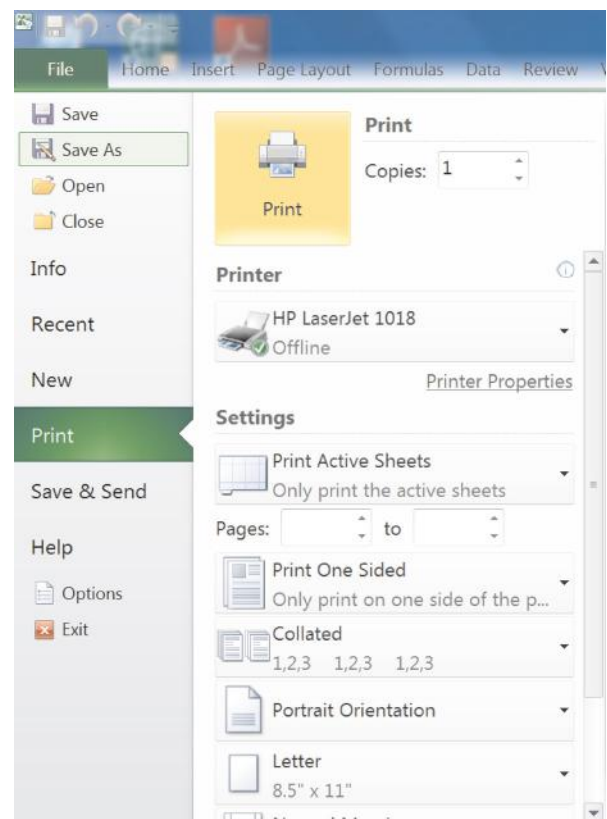 File Home Insert Page Layout Formulas Data Review
Save
Save As
Open
Close
Info
Recent
New
Print
Save & Send
Help
Options
Exit
Print
Print
Copies: 1
Printer
HP LaserJet 1018
Offline
Printer Properties
Settings
Print Active Sheets
Only print the active sheets
Pages: to
Print One Sided
Only print on one side of the p...
Collated
1,2,3 1,2,3 1,2,3
Portrait Orientation
Letter
8.5" x 11"